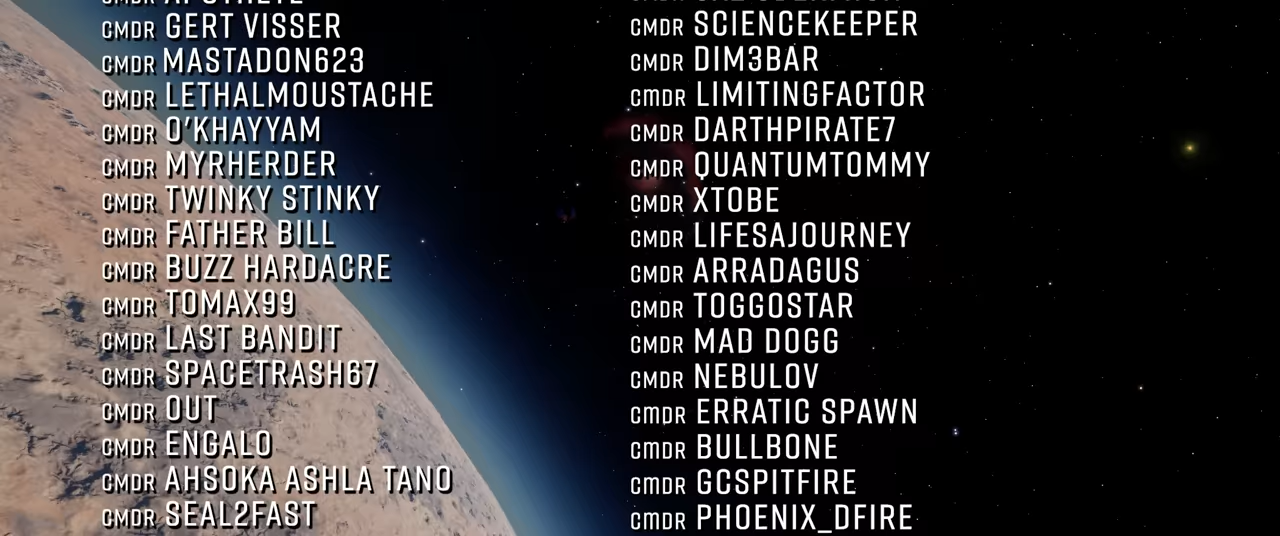 CMDR GERT VISSER
CMDR MASTADON623
CMDR LETHALMOUSTACHE
CMDR O'KHAYYAM
CMDR MYRHERDER
CMDR TWINKY STINKY
CMDR FATHER BILL
CMDR BUZZ HARDACRE
CMDR TOMAX99
CMDR LAST BANDIT
CMDR SPACETRASH67
CMDR OUT
CMDR ENGALO
CMDR AHSOKA ASHLA TANO
CMDR SEAL2FAST
CMDR SCIENCEKEEPER
CMDR DIM3BAR
CMDR LIMITINGFACTOR
CMDR DARTHPIRATE7
CMDR QUANTUMTOMMY
CMDR XTOBE
CMDR LIFESAJOURNEY
CMDR ARRADAGUS
CMDR TOGGOSTAR
CMDR MAD DOGG
CMDR NEBULOV
CMDR ERRATIC SPAWN
CMDR BULLBONE
CMDR GCSPITFIRE
CMDR PHOENIX_DFIRE